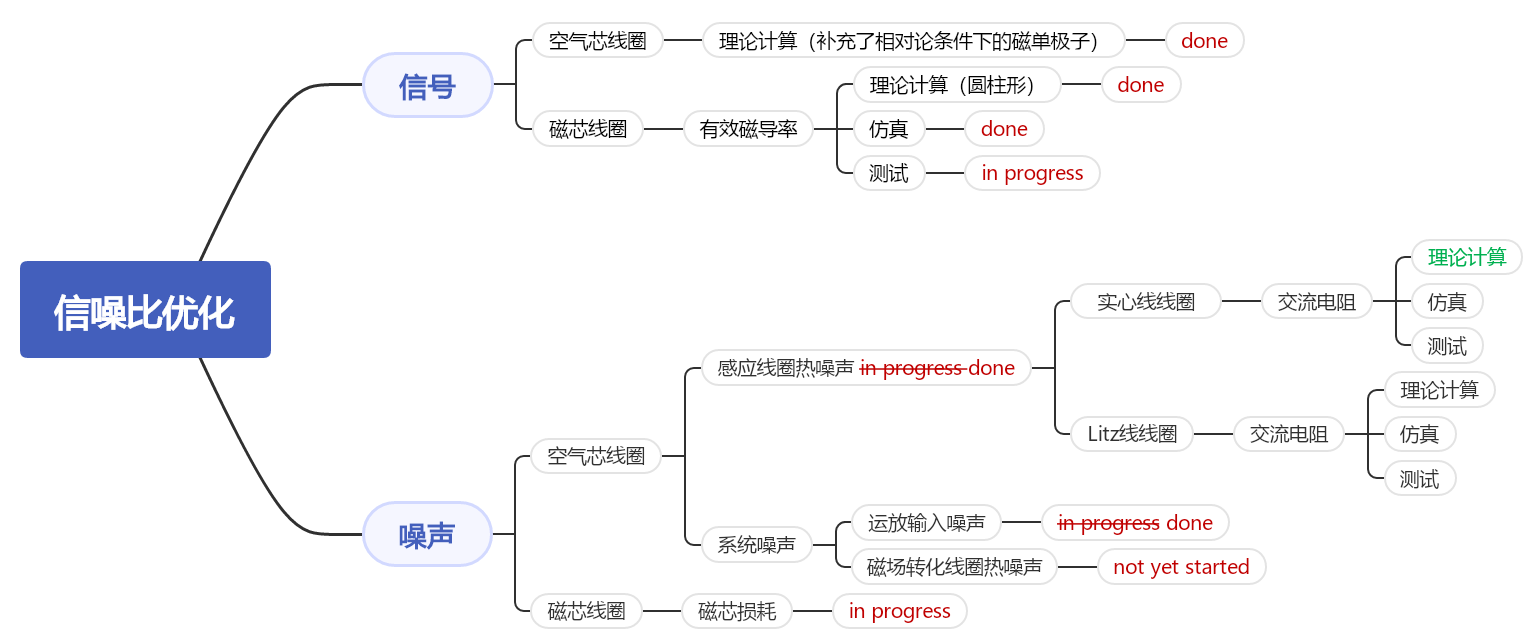 信噪比优化
信号
空气芯线圈
理论计算（补充了相对论条件下的磁单极子）
done
磁芯线圈
有效磁导率
理论计算（圆柱形）
done
仿真
done
测试
in progress
噪声
空气芯线圈
感应线圈热噪声 in progress done
实心线线圈
交流电阻
理论计算
仿真
测试
Litz线线圈
交流电阻
理论计算
仿真
测试
系统噪声
运放输入噪声
in progress done
磁场转化线圈热噪声
not yet started
磁芯线圈
磁芯损耗
in progress